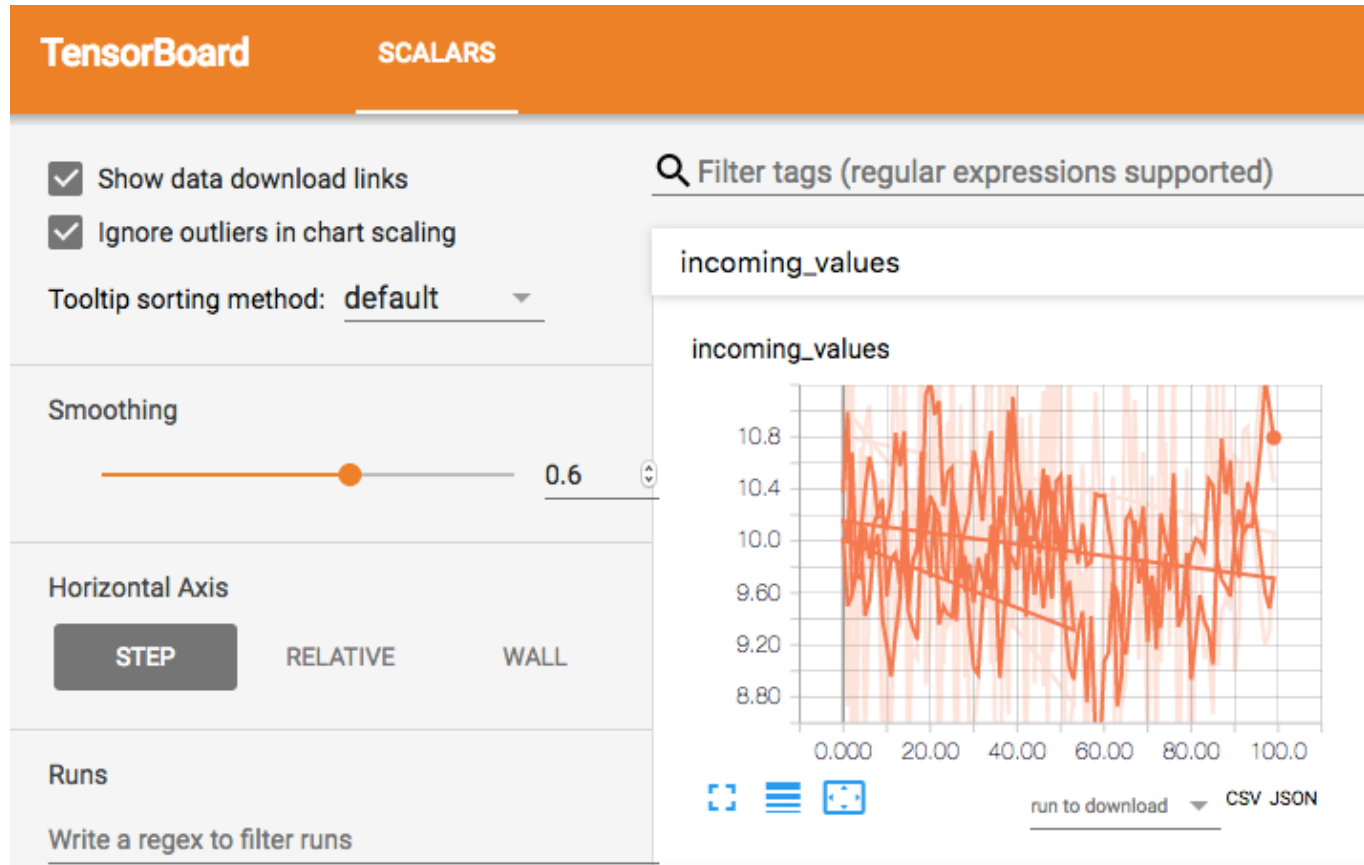 TensorBoard SCALARS
Show data download links
Ignore outliers in chart scaling
Tooltip sorting method: default
Smoothing
0.6
Horizontal Axis
STEP RELATIVE WALL
Runs
Write a regex to filter runs
Filter tags (regular expressions supported)
incoming_values
incoming_values
10.8
10.4
10.0
9.60
9.20
8.80
0.000 20.00 40.00 60.00 80.00 100.0
run to download CSV JSON